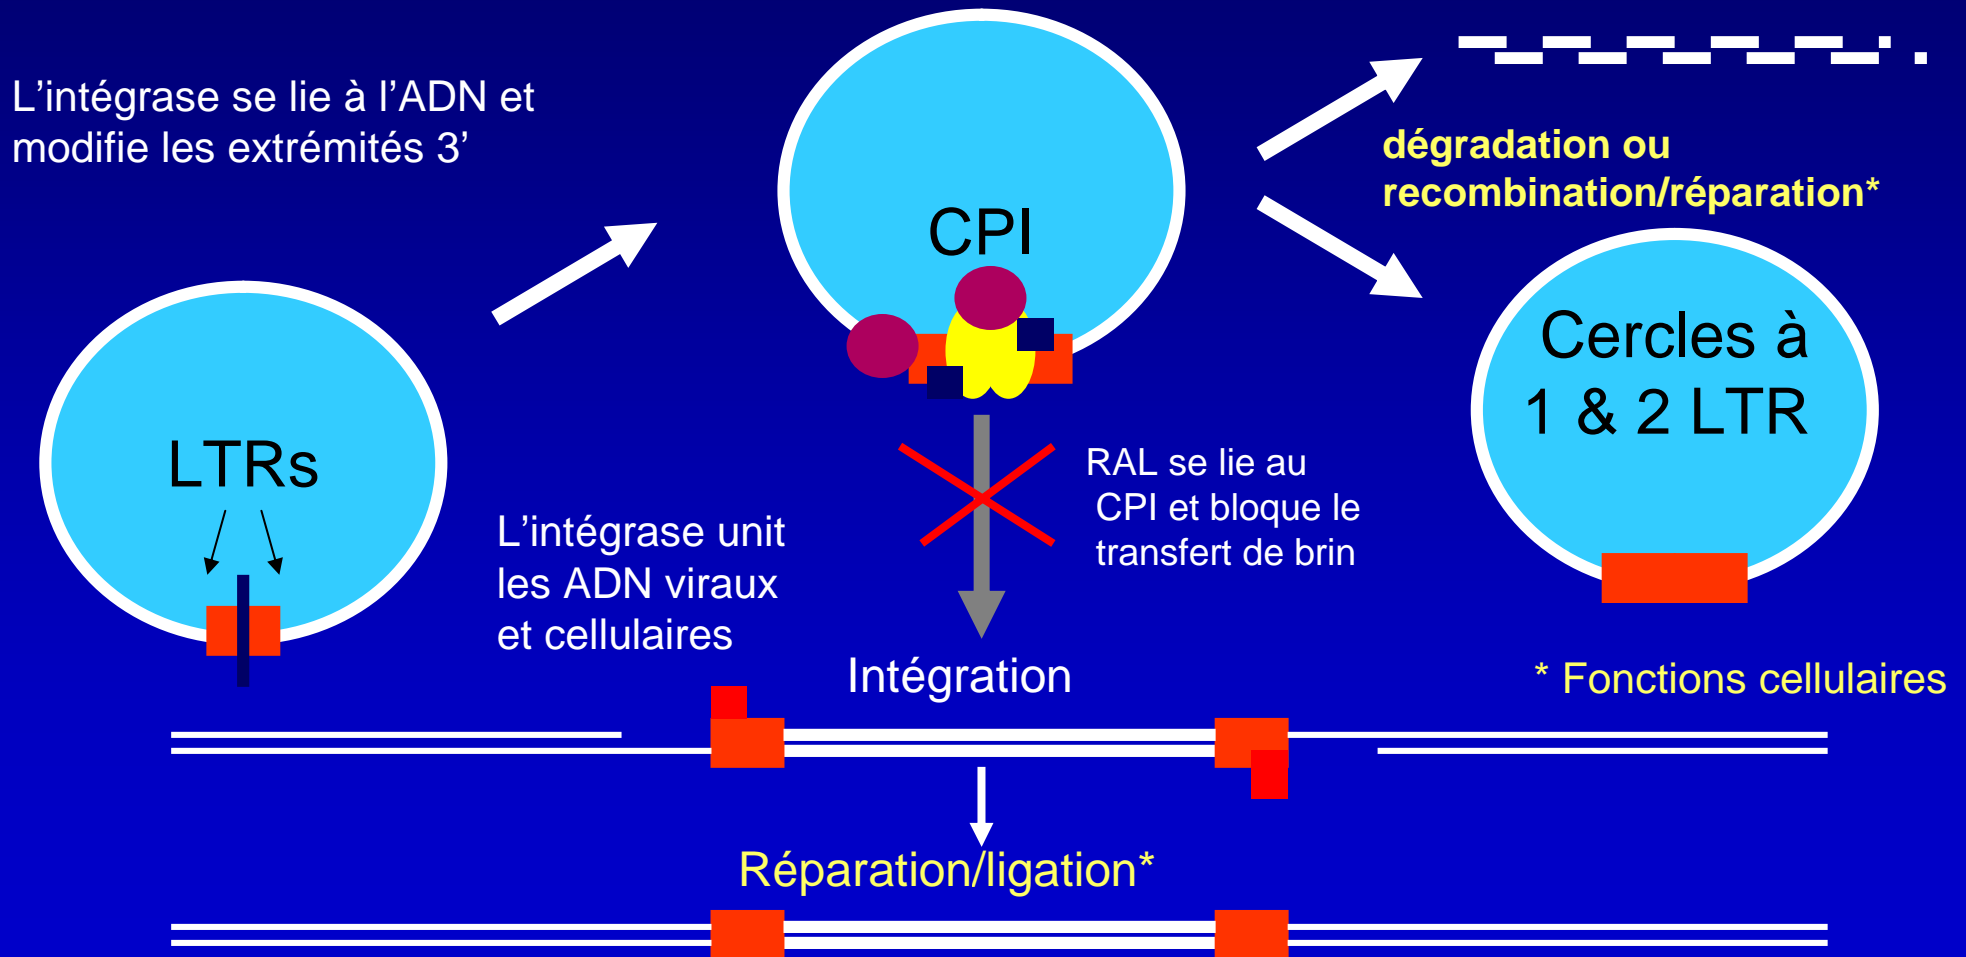 L'intégrase se lie à l'ADN et
modifie les extrémités 3'
CPI
dégradation ou
recombination/réparation*
LTRs
Cercles à
1 & 2 LTR
L'intégrase unit
les ADN viraux
et cellulaires
RAL se lie au
CPI et bloque le
transfert de brin
Intégration
* Fonctions cellulaires
Réparation/ligation*